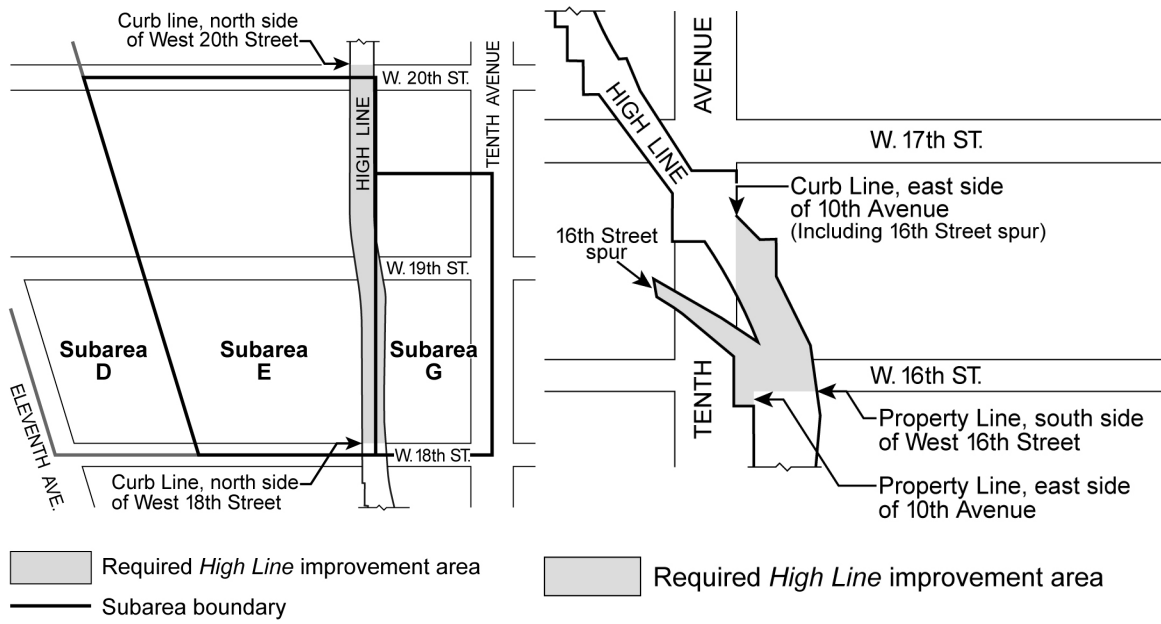 Curb line, north side
of West 20th Street
W. 20th ST.
HIGH LINE
TENTH AVENUE
W. 19th ST.
Subarea
D
Subarea
E
Subarea
G
ELEVENTH AVE.
W. 18th ST.
Curb Line, north side
of West 18th Street
Required High Line improvement area
Subarea boundary
AVENUE
HIGH LINE
W. 17th ST.
Curb Line, east side
of 10th Avenue
(Including 16th Street spur)
16th Street
spur
TENTH
W. 16th ST.
Property Line, south side
of West 16th Street
Property Line, east side
of 10th Avenue
Required High Line improvement area